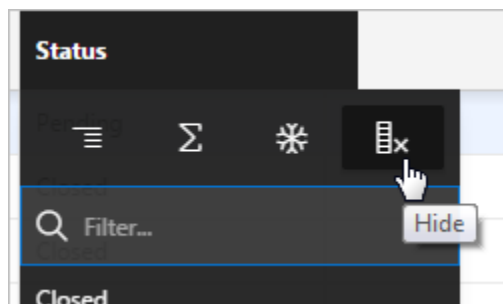 Status
Pending
Closed
Filter...
Hide
Closed
Closed